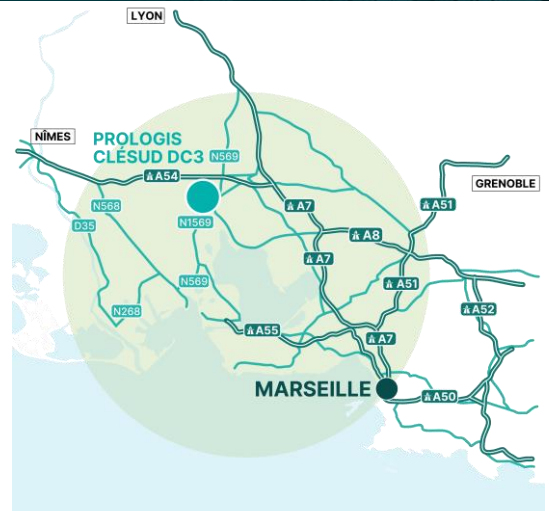 LYON
NÎMES
PROLOGIS
CLÉSUD DC3
N569
A54
GRENOBLE
N568
A7
A51
D35
N1569
A8
A7
N569
A51
N268
A55
A7
A52
MARSEILLE
A50